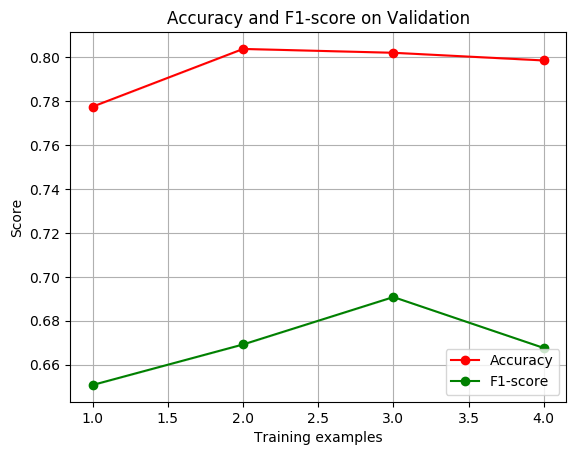 Accuracy and F1-score on Validation
0.80
0.78
0.76
0.74
0.72
0.70
0.68
0.66
Score
1.0 1.5 2.0 2.5 3.0 3.5 4.0
Training examples
Accuracy
F1-score